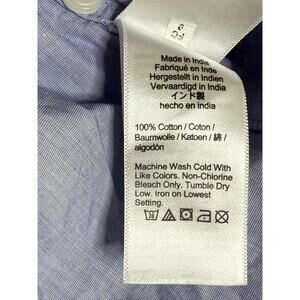 Made in India
Fabriqué en Inde
Hergestellt in Indien
Vervaardigd in India
インド製
hecho en india
100% Cotton / Coton /
Baumwolle / Katoen / 綿 /
algodón
Machine Wash Cold With
Like Colors. Non-Chlorine
Bleach Only. Tumble Dry
Low. Iron on Lowest
Setting.